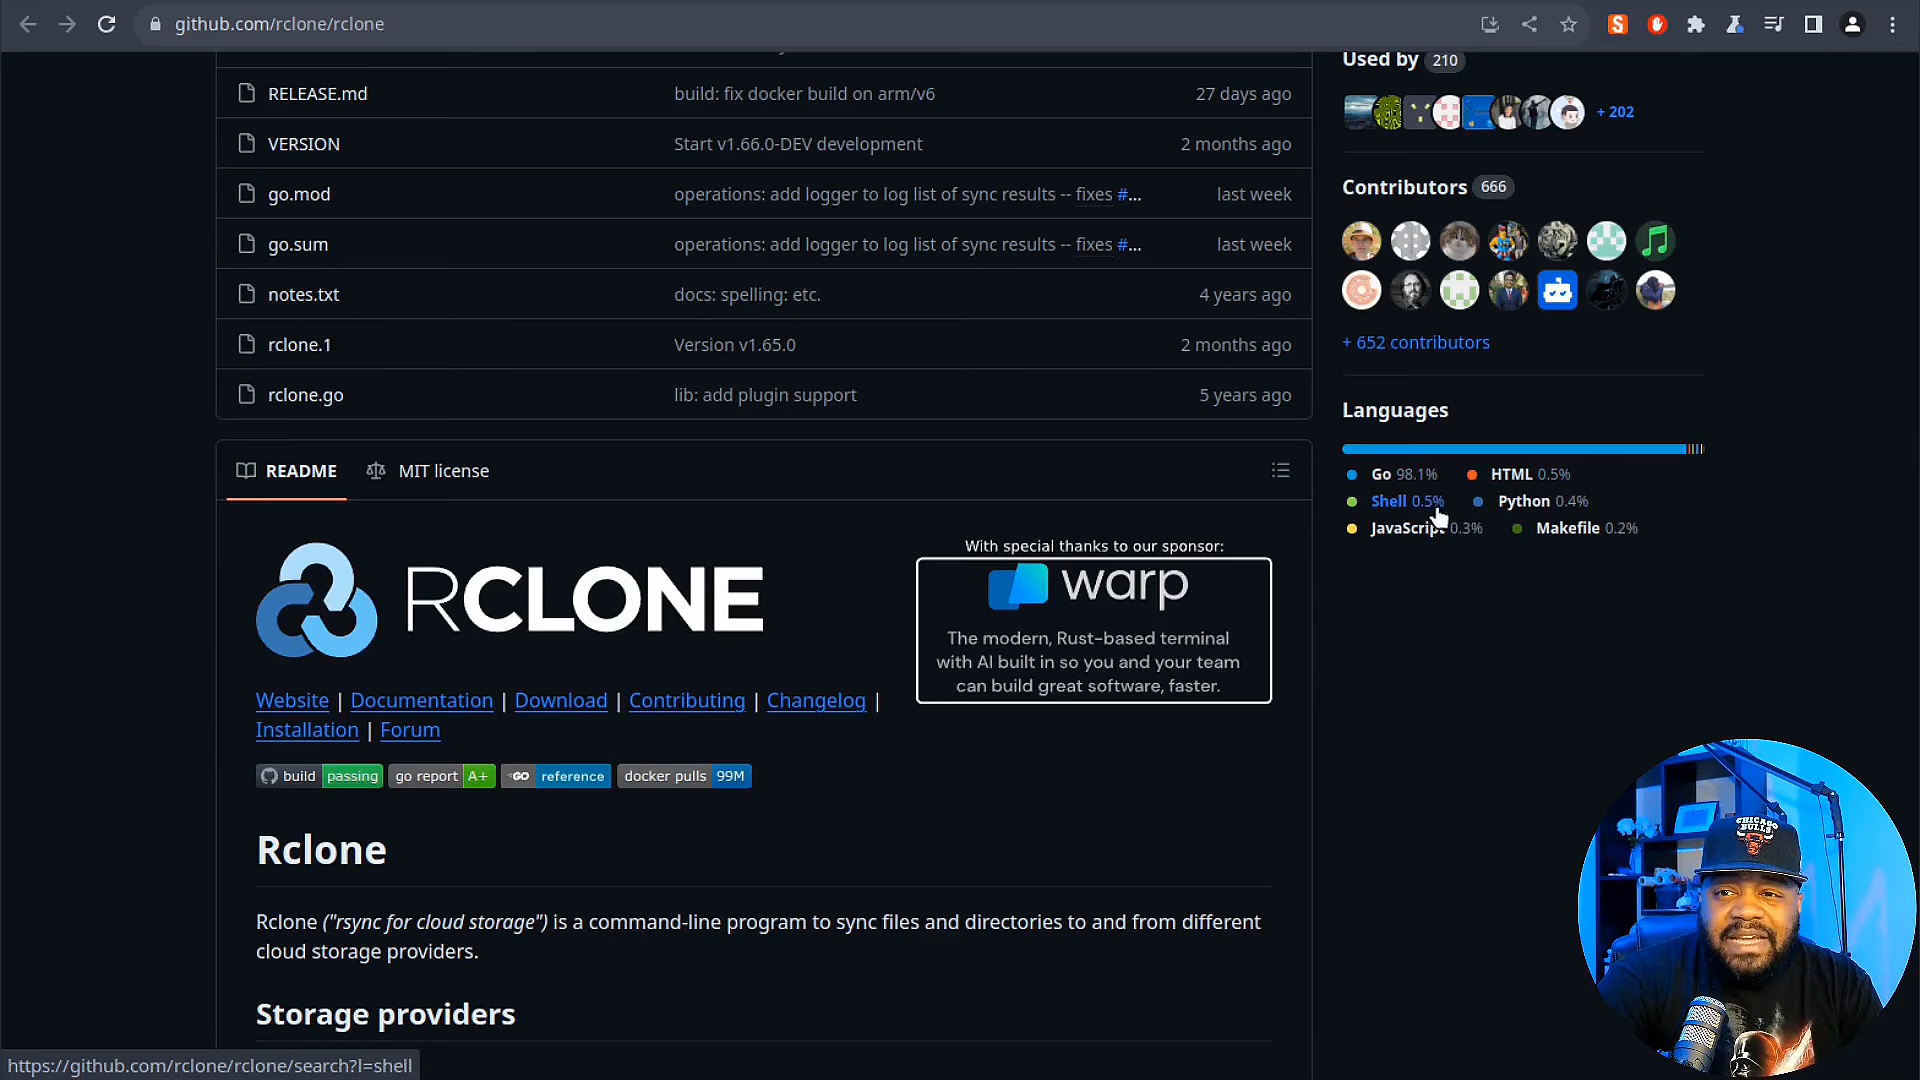 github.com/rclone/rclone
Used by 210
+ 202
RELEASE.md build: fix docker build on arm/v6 27 days ago
VERSION Start v1.66.0-DEV development 2 months ago
go.mod operations: add logger to log list of sync results -- fixes #... last week
go.sum operations: add logger to log list of sync results -- fixes #... last week
notes.txt docs: spelling: etc. 4 years ago
rclone.1 Version v1.65.0 2 months ago
rclone.go lib: add plugin support 5 years ago
Contributors 666
+ 652 contributors
Languages
Go 98.1% HTML 0.5%
Shell 0.5% Python 0.4%
JavaScript 0.3% Makefile 0.2%
README MIT license
RCLONE
With special thanks to our sponsor:
warp
The modern, Rust-based terminal
with AI built in so you and your team
can build great software, faster.
Website | Documentation | Download | Contributing | Changelog |
Installation | Forum
build passing go report A+ GO reference docker pulls 99M
Rclone
Rclone ("rsync for cloud storage") is a command-line program to sync files and directories to and from different
cloud storage providers.
Storage providers
CHICAGO
BULLS
https://github.com/rclone/rclone/search?l=shell